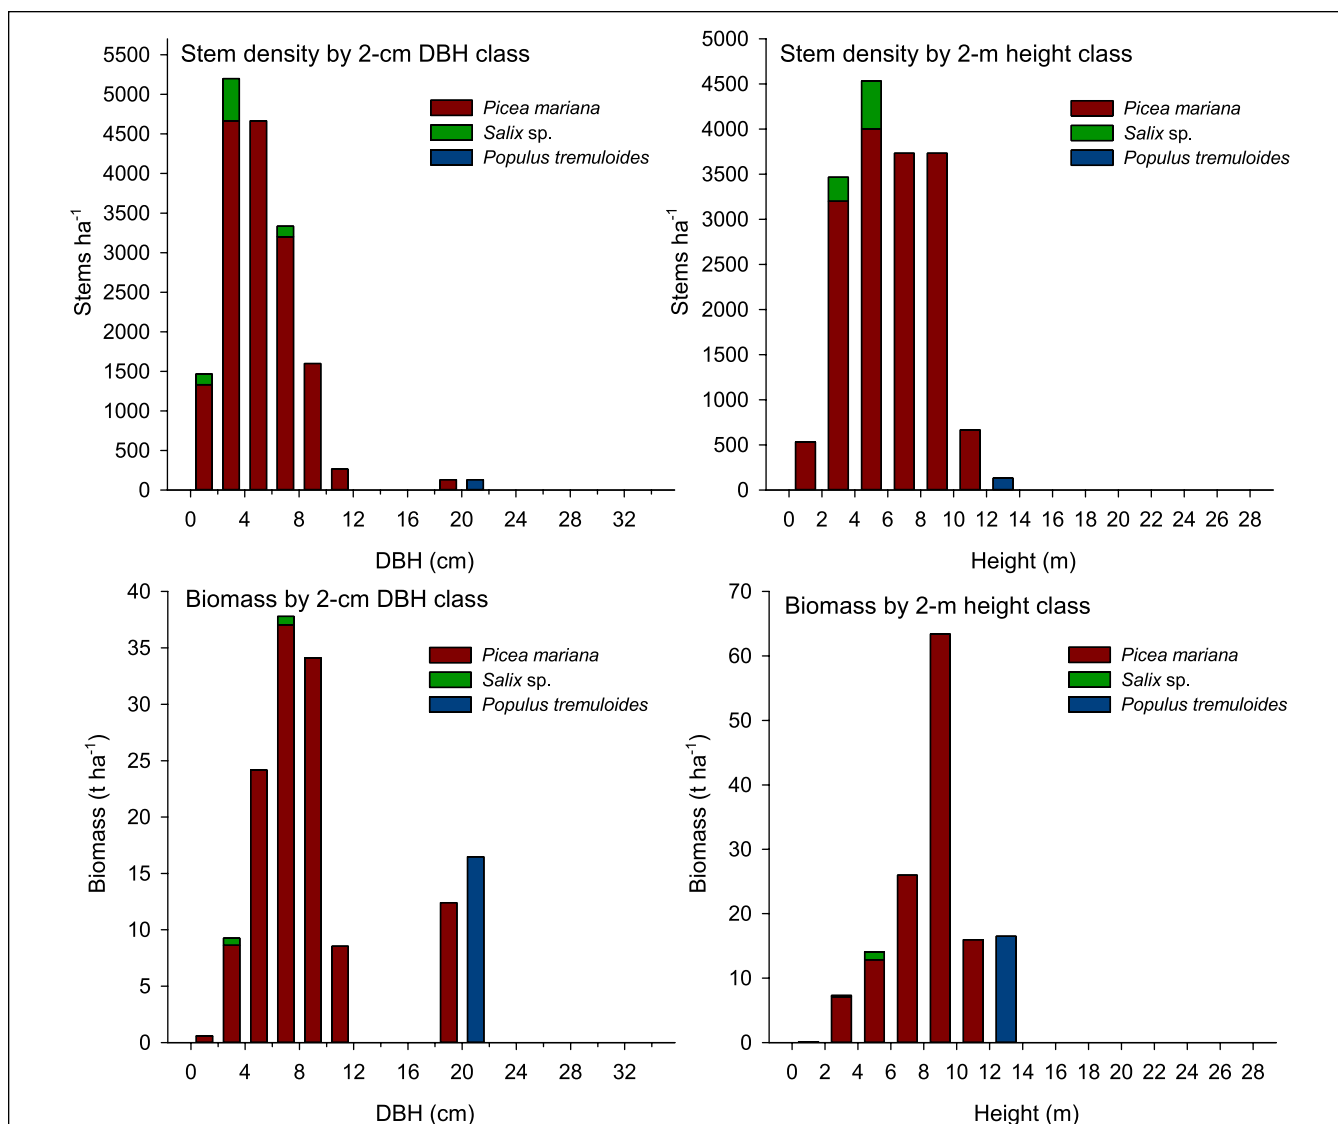 Stem density by 2-cm DBH class
5500
5000
4500
4000
3500
3000
2500
2000
1500
1000
500
0
Stems ha⁻¹
Picea mariana
Salix sp.
Populus tremuloides
0 4 8 12 16 20 24 28 32
DBH (cm)
Stem density by 2-m height class
5000
4500
4000
3500
3000
2500
2000
1500
1000
500
0
Stems ha⁻¹
Picea mariana
Salix sp.
Populus tremuloides
0 2 4 6 8 10 12 14 16 18 20 22 24 26 28
Height (m)
Biomass by 2-cm DBH class
40
35
30
25
20
15
10
5
0
Biomass (t ha⁻¹)
Picea mariana
Salix sp.
Populus tremuloides
0 4 8 12 16 20 24 28 32
DBH (cm)
Biomass by 2-m height class
70
60
50
40
30
20
10
0
Biomass (t ha⁻¹)
Picea mariana
Salix sp.
Populus tremuloides
0 2 4 6 8 10 12 14 16 18 20 22 24 26 28
Height (m)